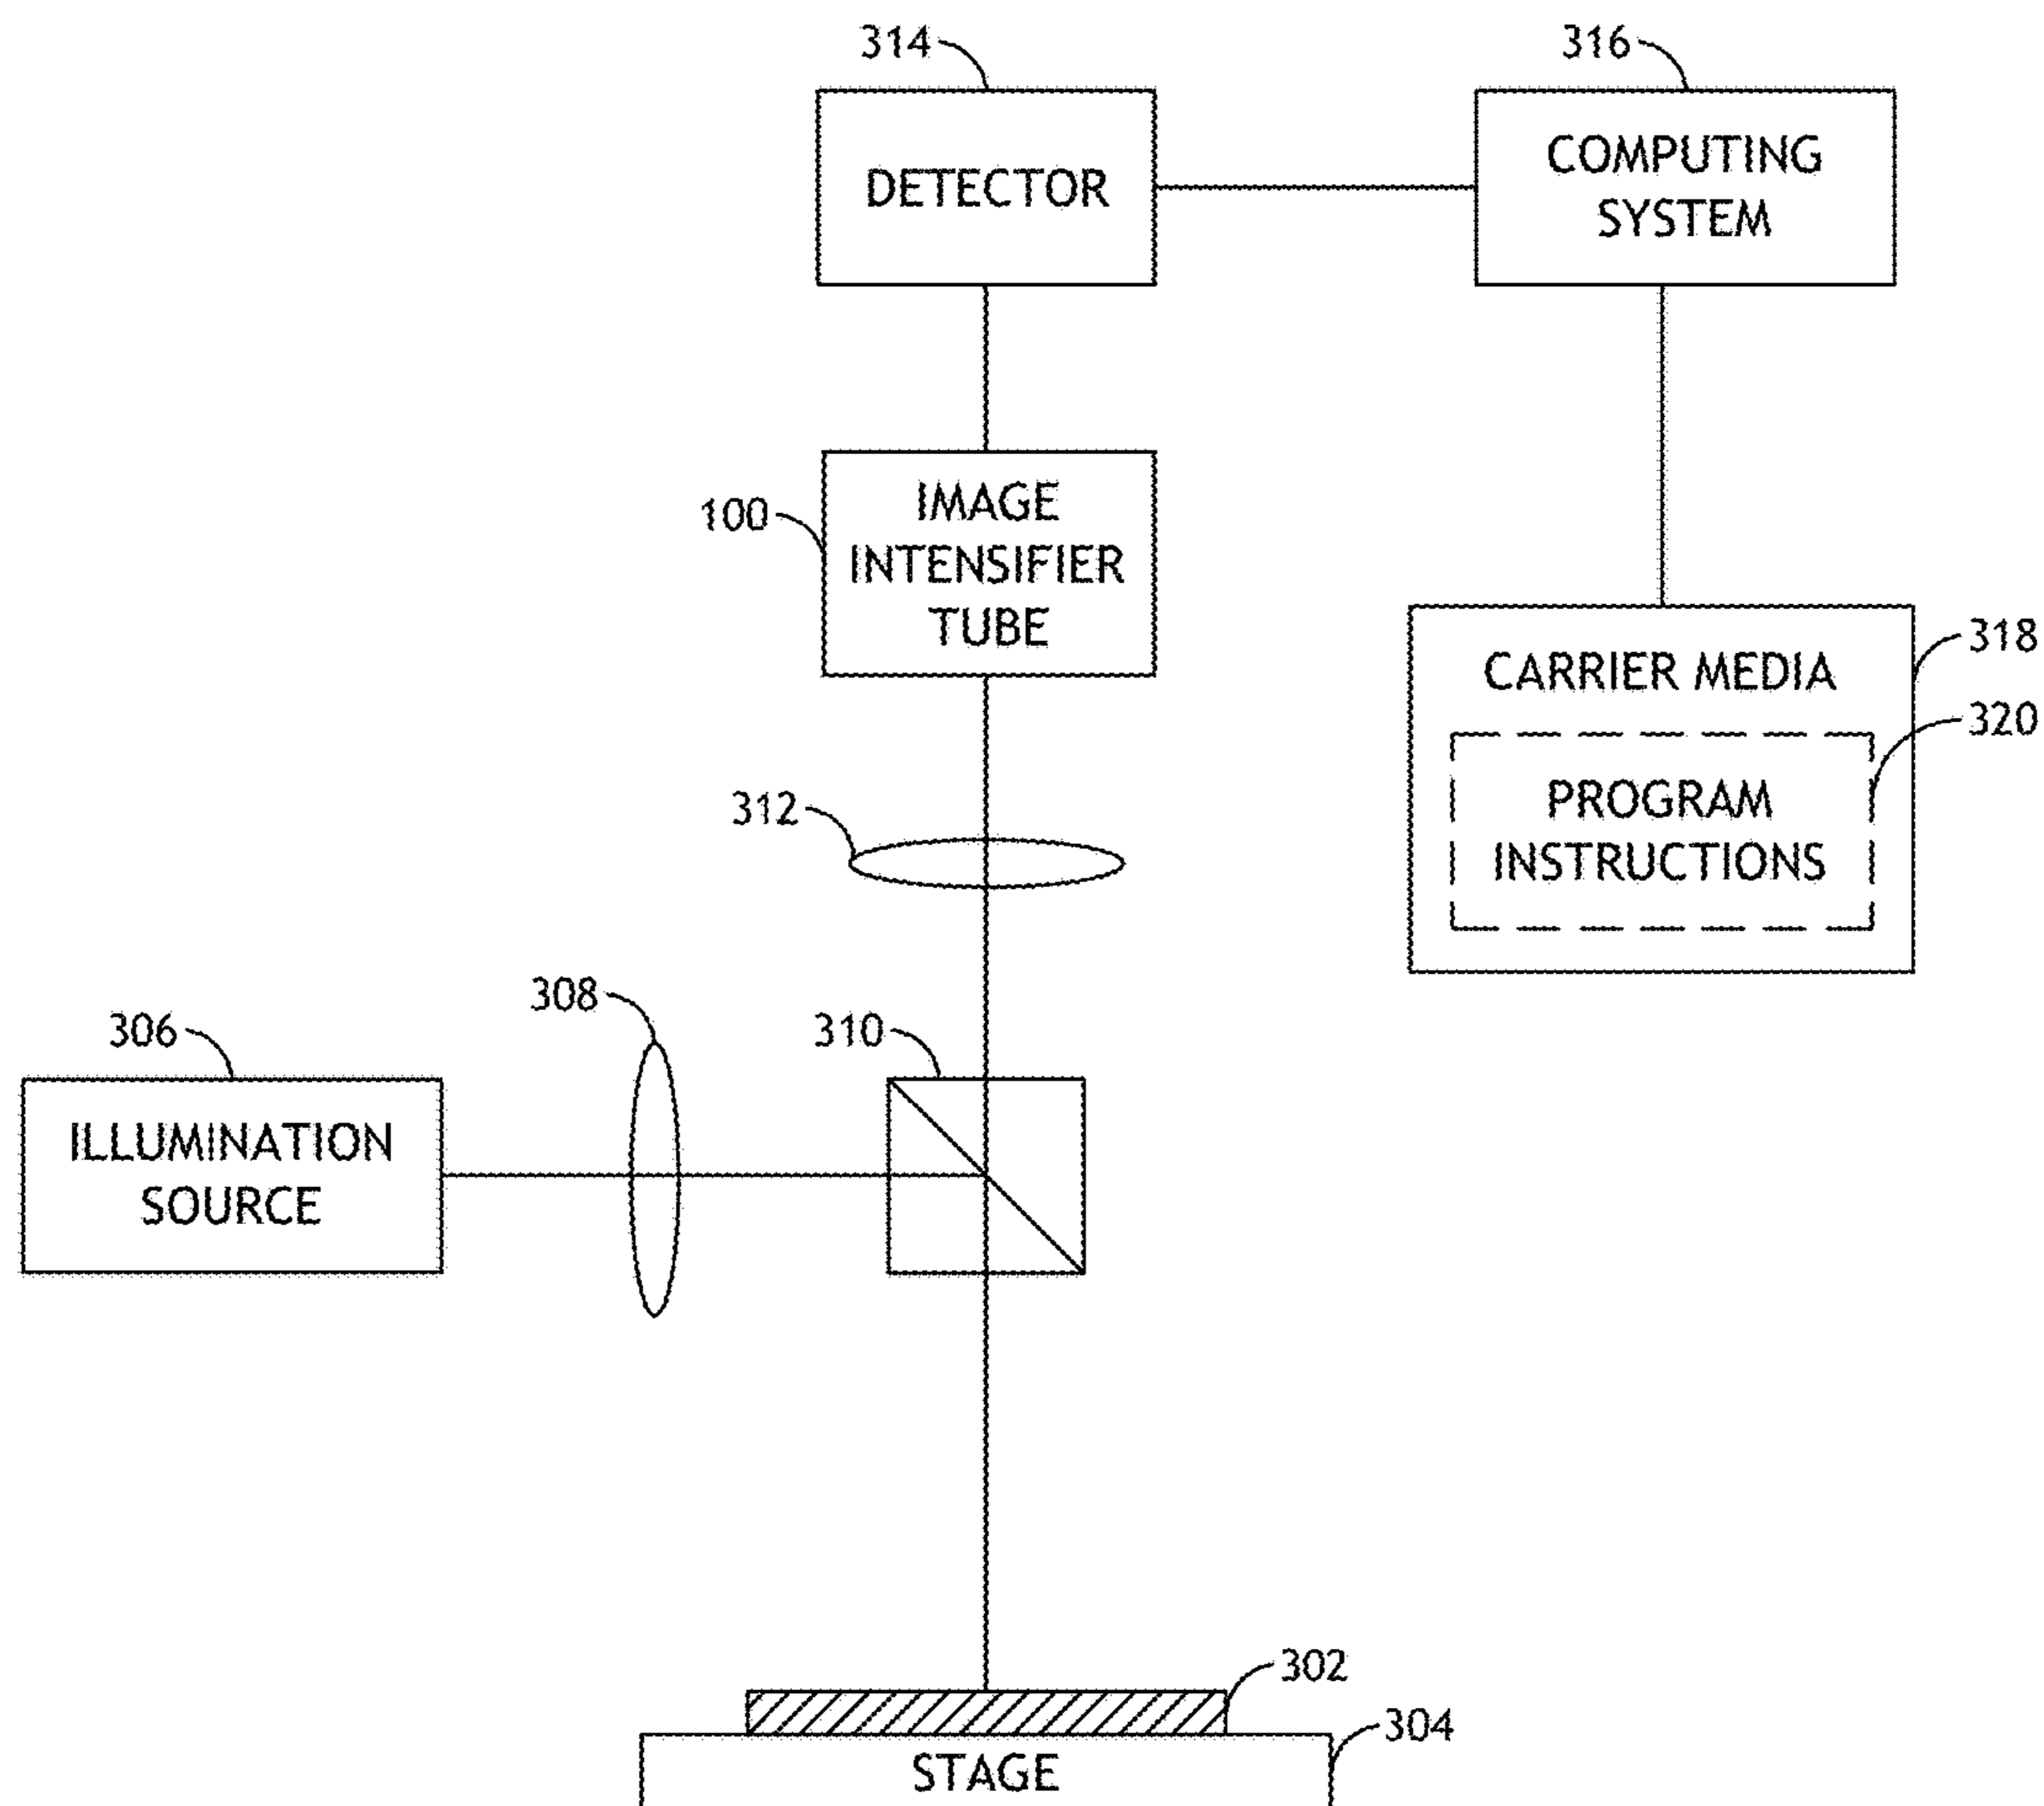 314
316
DETECTOR
COMPUTING
SYSTEM
100
IMAGE
INTENSIFIER
TUBE
318
CARRIER MEDIA
320
PROGRAM
INSTRUCTIONS
312
308
306
310
ILLUMINATION
SOURCE
302
304
STAGE